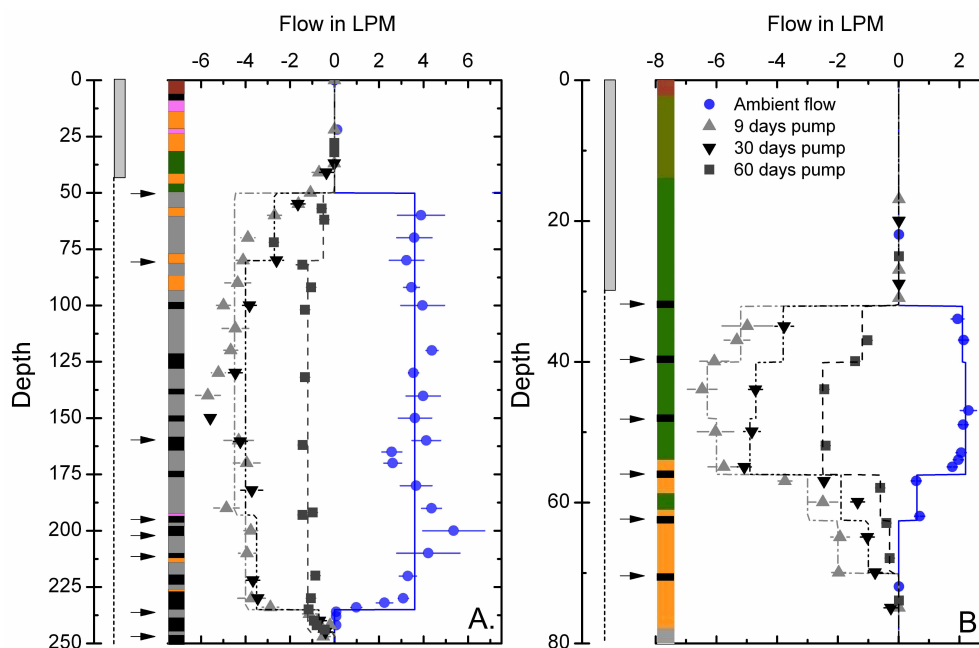 Flow in LPM
-6 -4 -2 0 2 4 6
Depth
0
25
50
75
100
125
150
175
200
225
250
A.
Flow in LPM
-8 -6 -4 -2 0 2
Depth
0
20
40
60
80
Ambient flow
9 days pump
30 days pump
60 days pump
B